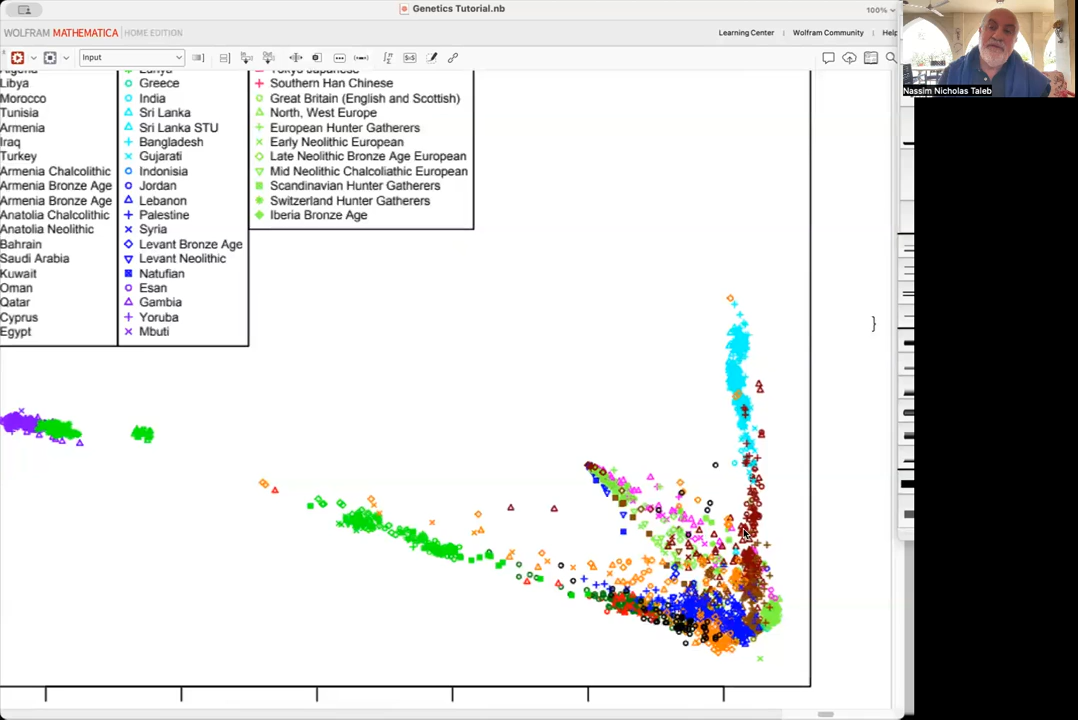 Genetics Tutorial.nb
100%
WOLFRAM MATHEMATICA | HOME EDITION
Learning Center
Wolfram Community
Help
Input
Libya
Morocco
Tunisia
Armenia
Iraq
Turkey
Armenia Chalcolithic
Armenia Bronze Age
Armenia Bronze Age
Anatolia Chalcolithic
Anatolia Neolithic
Bahrain
Saudi Arabia
Kuwait
Oman
Qatar
Cyprus
Egypt
Greece
India
Sri Lanka
Sri Lanka STU
Bangladesh
Gujarati
Indonisia
Jordan
Lebanon
Palestine
Syria
Levant Bronze Age
Levant Neolithic
Natufian
Esan
Gambia
Yoruba
Mbuti
Southern Han Chinese
Great Britain (English and Scottish)
North, West Europe
European Hunter Gatherers
Early Neolithic European
Late Neolithic Bronze Age European
Mid Neolithic Chalcoliathic European
Scandinavian Hunter Gatherers
Switzerland Hunter Gatherers
Iberia Bronze Age
}
Nassim Nicholas Taleb